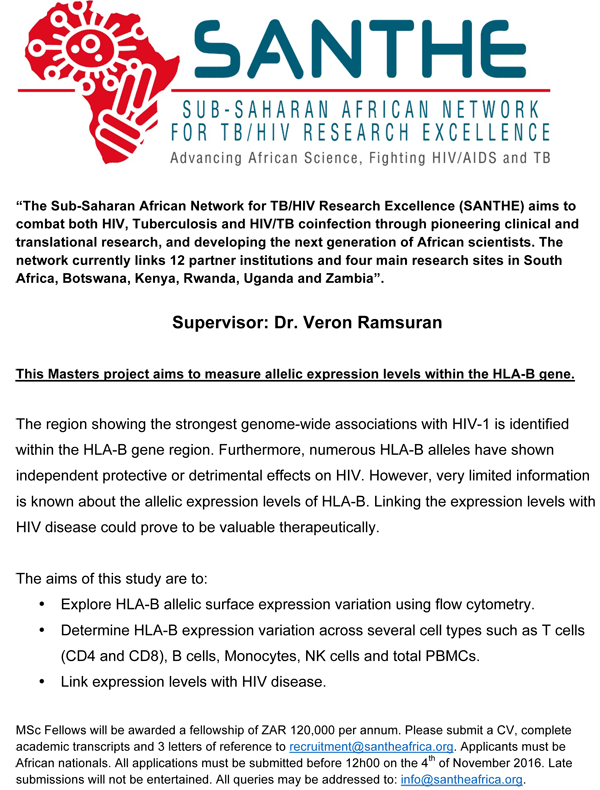 SANTHE
SUB-SAHARAN AFRICAN NETWORK
FOR TB/HIV RESEARCH EXCELLENCE
Advancing African Science, Fighting HIV/AIDS and TB
“The Sub-Saharan African Network for TB/HIV Research Excellence (SANTHE) aims to
combat both HIV, Tuberculosis and HIV/TB coinfection through pioneering clinical and
translational research, and developing the next generation of African scientists. The
network currently links 12 partner institutions and four main research sites in South
Africa, Botswana, Kenya, Rwanda, Uganda and Zambia”.
Supervisor: Dr. Veron Ramsuran
This Masters project aims to measure allelic expression levels within the HLA-B gene.
The region showing the strongest genome-wide associations with HIV-1 is identified
within the HLA-B gene region. Furthermore, numerous HLA-B alleles have shown
independent protective or detrimental effects on HIV. However, very limited information
is known about the allelic expression levels of HLA-B. Linking the expression levels with
HIV disease could prove to be valuable therapeutically.
The aims of this study are to:
• Explore HLA-B allelic surface expression variation using flow cytometry.
• Determine HLA-B expression variation across several cell types such as T cells
(CD4 and CD8), B cells, Monocytes, NK cells and total PBMCs.
• Link expression levels with HIV disease.
MSc Fellows will be awarded a fellowship of ZAR 120,000 per annum. Please submit a CV, complete
academic transcripts and 3 letters of reference to recruitment@santheafrica.org. Applicants must be
African nationals. All applications must be submitted before 12h00 on the 4th of November 2016. Late
submissions will not be entertained. All queries may be addressed to: info@santheafrica.org.